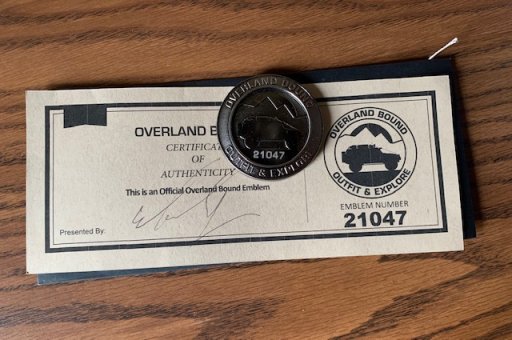 OVERLAND BOUND
21047
OUTFIT & EXPLORE
OVERLAND B
CERTIFICA
OF
AUTHENTICITY
This is an Official Overland Bound Emblem
Presented By:
OVERLAND BOUND
OUTFIT & EXPLORE
EMBLEM NUMBER
21047